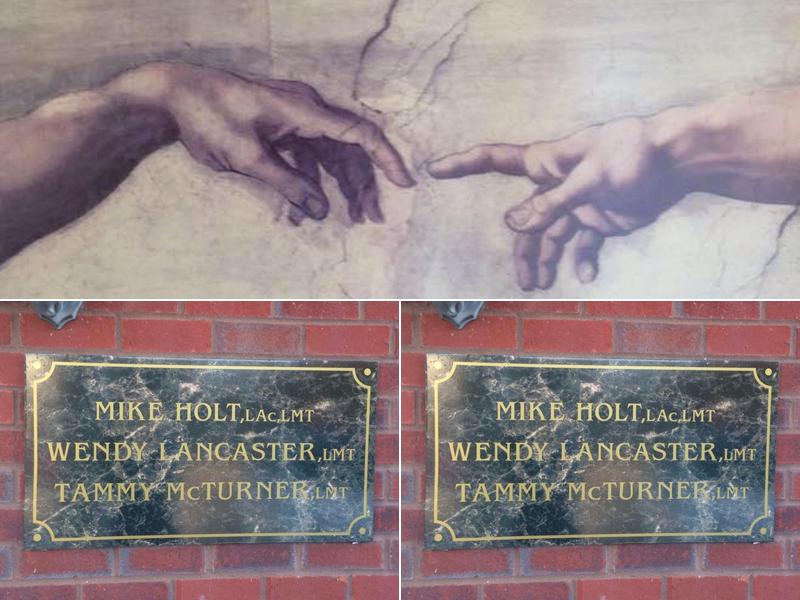 MIKE HOLT,LAc,LMT
WENDY LANCASTER,LMT
TAMMY McTURNER,LMT
MIKE HOLT,LAc,LMT
WENDY LANCASTER,LMT
TAMMY McTURNER,LMT